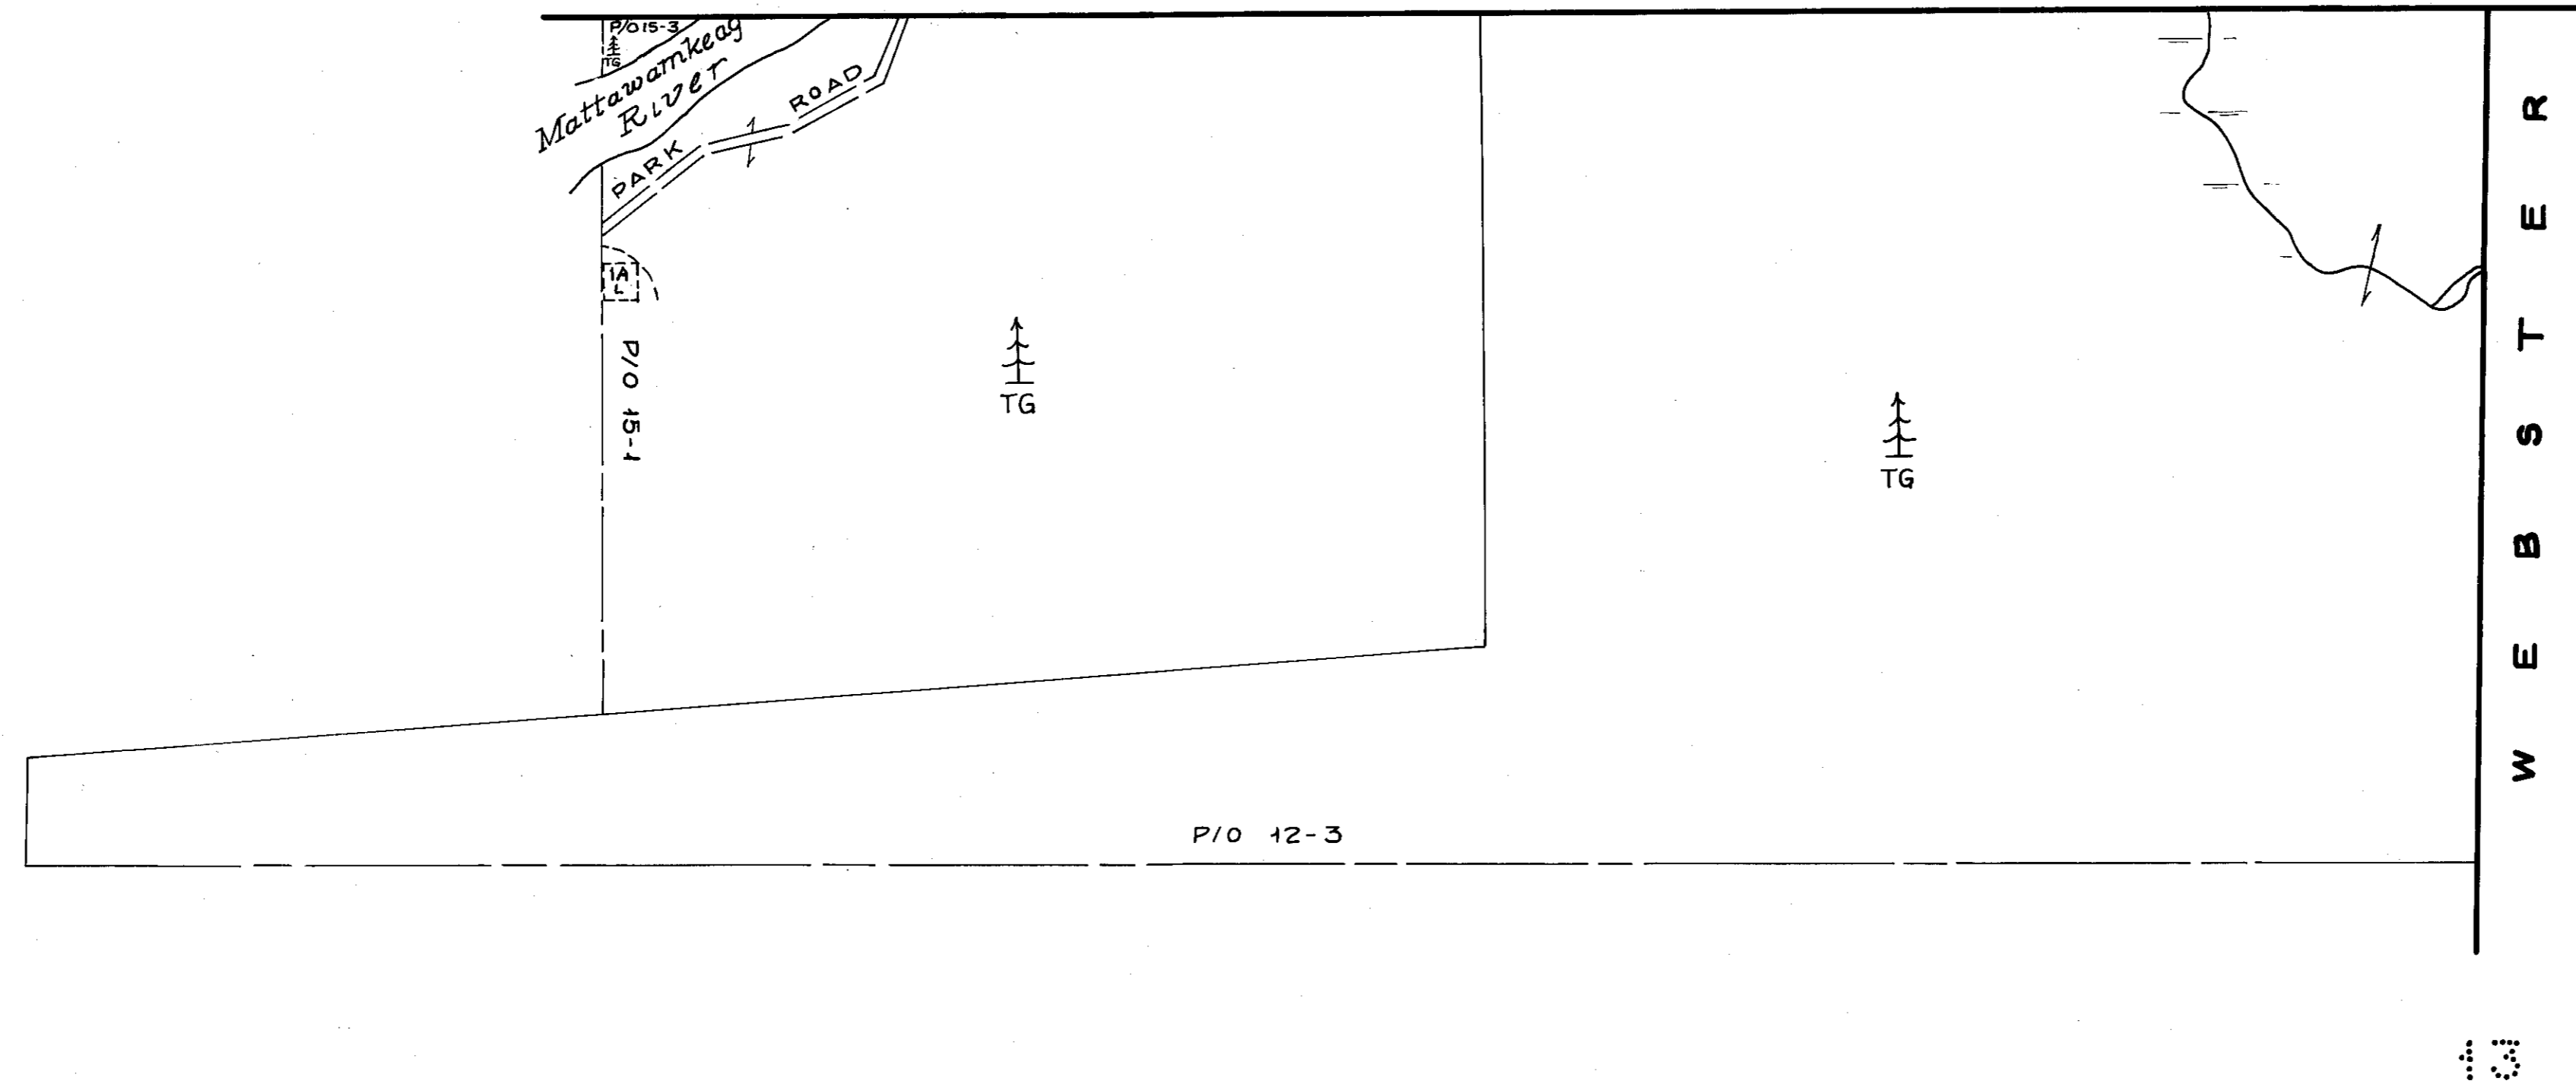 P/O 15-3
TG
Mattawamkeag
River
PARK ROAD
1A
L
P/O 15-1
TG
TG
WEBSTER
P/O 12-3
13